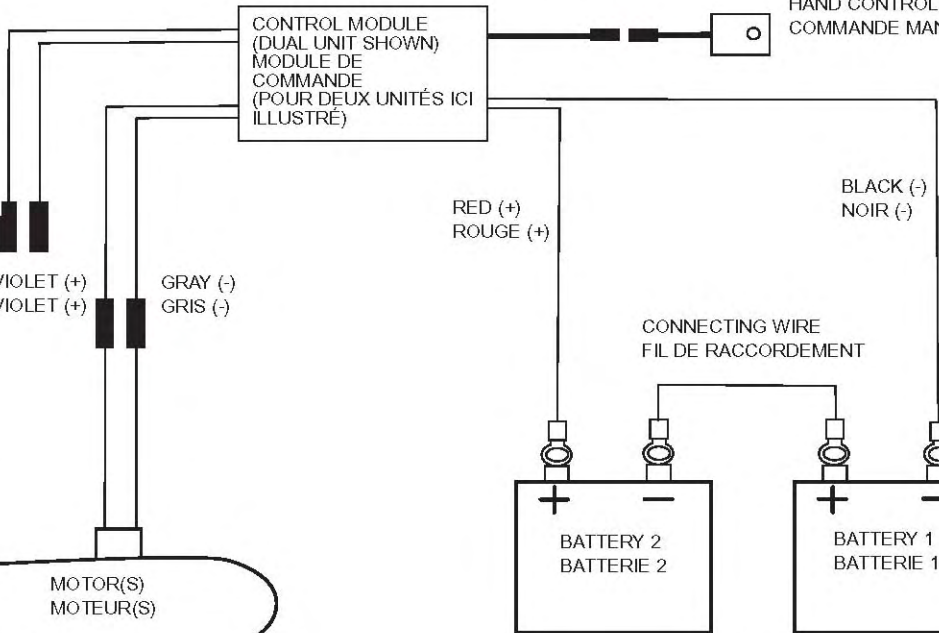 CONTROL MODULE
(DUAL UNIT SHOWN)
MODULE DE
COMMANDE
(POUR DEUX UNITÉS ICI
ILLUSTRÉ)
HAND CONTROL
COMMANDE MAN
RED (+)
ROUGE (+)
BLACK (-)
NOIR (-)
VIOLET (+)
VIOLET (+)
GRAY (-)
GRIS (-)
CONNECTING WIRE
FIL DE RACCORDEMENT
+
—
+
—
BATTERY 2
BATTERIE 2
BATTERY 1
BATTERIE 1
MOTOR(S)
MOTEUR(S)